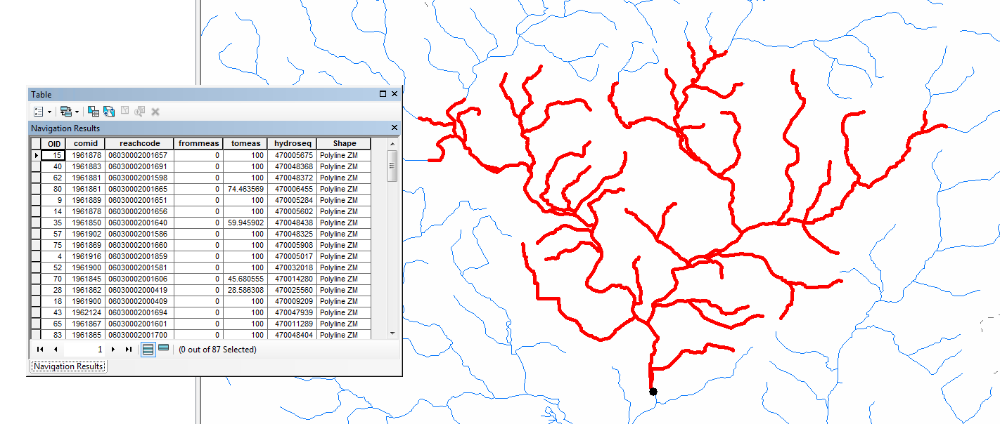 Table
Navigation Results
OID comid reachcode frommeas tomeas hydroseq Shape
15 1961878 06030002001657 0 100 470005675 Polyline ZM
40 1961883 06030002001691 0 100 470048368 Polyline ZM
62 1961881 06030002001598 0 100 470048372 Polyline ZM
80 1961861 06030002001665 0 74.463569 470006455 Polyline ZM
9 1961889 06030002001651 0 100 470005284 Polyline ZM
14 1961878 06030002001656 0 100 470005602 Polyline ZM
35 1961850 06030002001640 0 59.945902 470048438 Polyline ZM
57 1961902 06030002001586 0 100 470048325 Polyline ZM
75 1961869 06030002001660 0 100 470005908 Polyline ZM
4 1961916 06030002001859 0 100 470005017 Polyline ZM
52 1961900 06030002001581 0 100 470032018 Polyline ZM
70 1961845 06030002001606 0 45.680555 470014280 Polyline ZM
28 1961862 06030002000419 0 28.586308 470025560 Polyline ZM
18 1961900 06030002000409 0 100 470009209 Polyline ZM
43 1962124 06030002001694 0 100 470047939 Polyline ZM
65 1961867 06030002001601 0 100 470011289 Polyline ZM
83 1961865 06030002001700 0 100 470048404 Polyline ZM
1 (0 out of 87 Selected)
Navigation Results